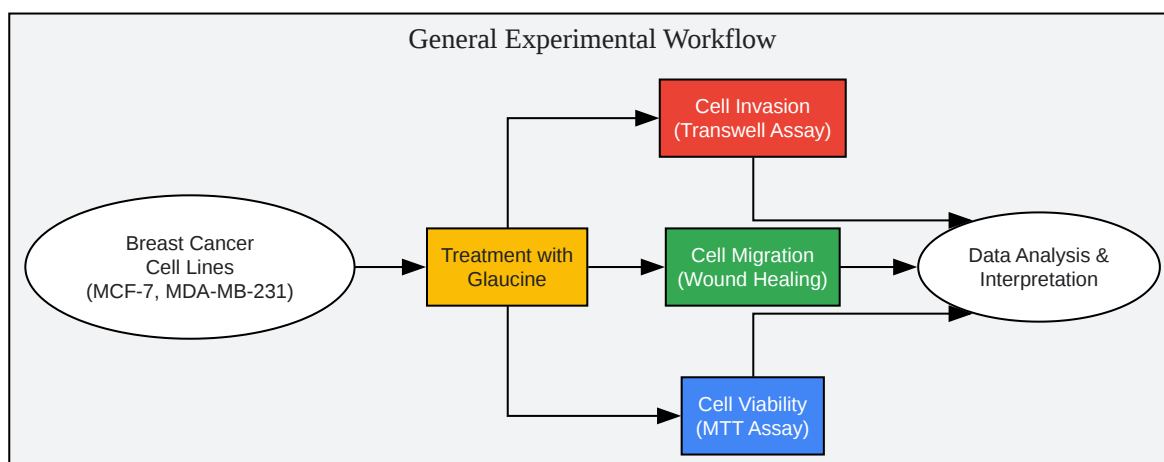 General Experimental Workflow
Breast Cancer
Cell Lines
(MCF-7, MDA-MB-231)
Treatment with
Glaucine
Cell Invasion
(Transwell Assay)
Cell Migration
(Wound Healing)
Cell Viability
(MTT Assay)
Data Analysis &
Interpretation